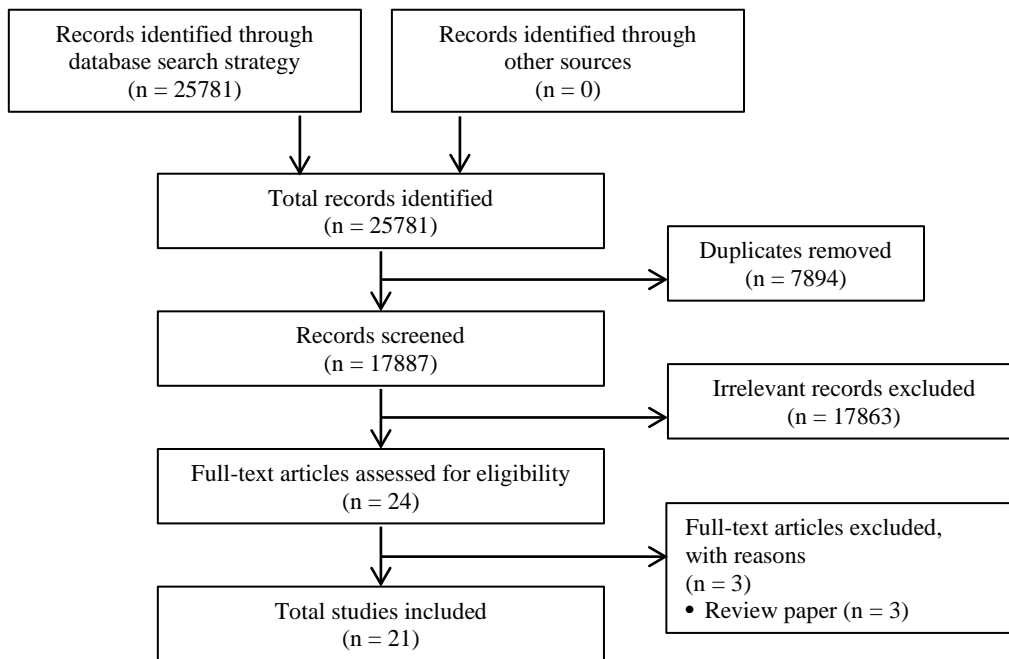 Records identified through
database search strategy
(n = 25781)
Records identified through
other sources
(n = 0)
Total records identified
(n = 25781)
Duplicates removed
(n = 7894)
Records screened
(n = 17887)
Irrelevant records excluded
(n = 17863)
Full-text articles assessed for eligibility
(n = 24)
Full-text articles excluded,
with reasons
(n = 3)
• Review paper (n = 3)
Total studies included
(n = 21)